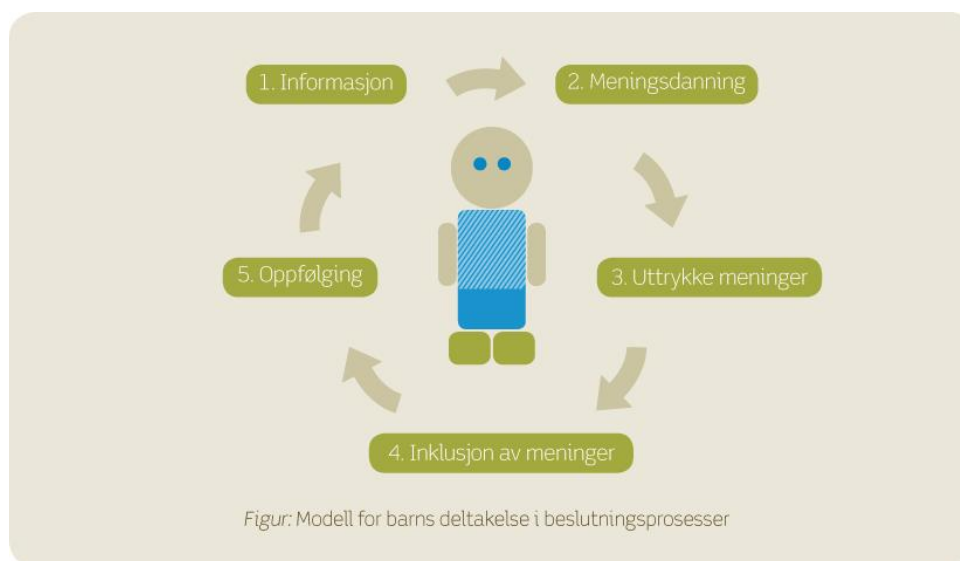 1. Informasjon
2. Meningsdanning
3. Uttrykke meninger
4. Inklusjon av meninger
5. Oppfølging
Figur: Modell for barns deltakelse i beslutningsprosesser